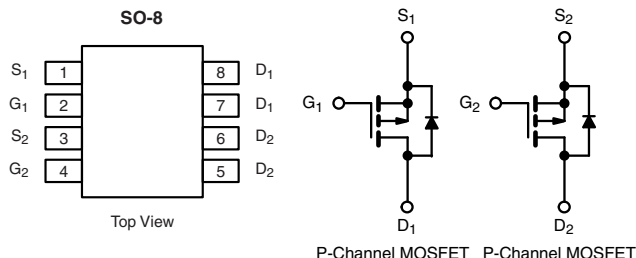 SO-8
S1 1 8 D1
G1 2 7 D1
S2 3 6 D2
G2 4 5 D2
Top View
S1
G1
D1
P-Channel MOSFET
S2
G2
D2
P-Channel MOSFET